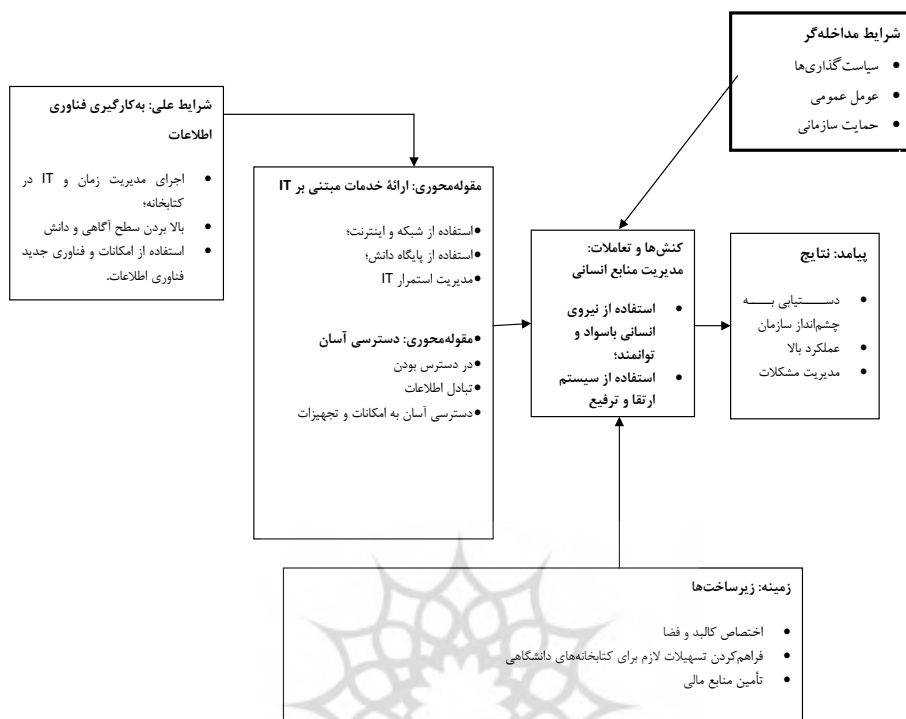 شرایط مداخله‌گر
• سیاست‌گذاری‌ها
• عومل عمومی
• حمایت سازمانی
شرایط علی: به‌کارگیری فناوری
اطلاعات
• اجرای مدیریت زمان و IT در
کتابخانه؛
• بالا بردن سطح آگاهی و دانش
• استفاده از امکانات و فناوری جدید
فناوری اطلاعات.
مقوله‌محوری: ارائهٔ خدمات مبتنی بر IT
•استفاده از شبکه و اینترنت؛
•استفاده از پایگاه دانش؛
•مدیریت استمرار IT
•مقوله‌محوری: دسترسی آسان
•در دسترس بودن
•تبادل اطلاعات
•دسترسی آسان به امکانات و تجهیزات
کنش‌ها و تعاملات:
مدیریت منابع انسانی
• استفاده از نیروی
انسانی باسواد و
توانمند؛
• استفاده از سیستم
ارتقا و ترفیع
پیامد: نتایج
• دســـتیابی بـــه
چشم‌انداز سازمان
• عملکرد بالا
• مدیریت مشکلات
زمینه: زیرساخت‌ها
• اختصاص کالبد و فضا
• فراهم‌کردن تسهیلات لازم برای کتابخانه‌های دانشگاهی
• تأمین منابع مالی